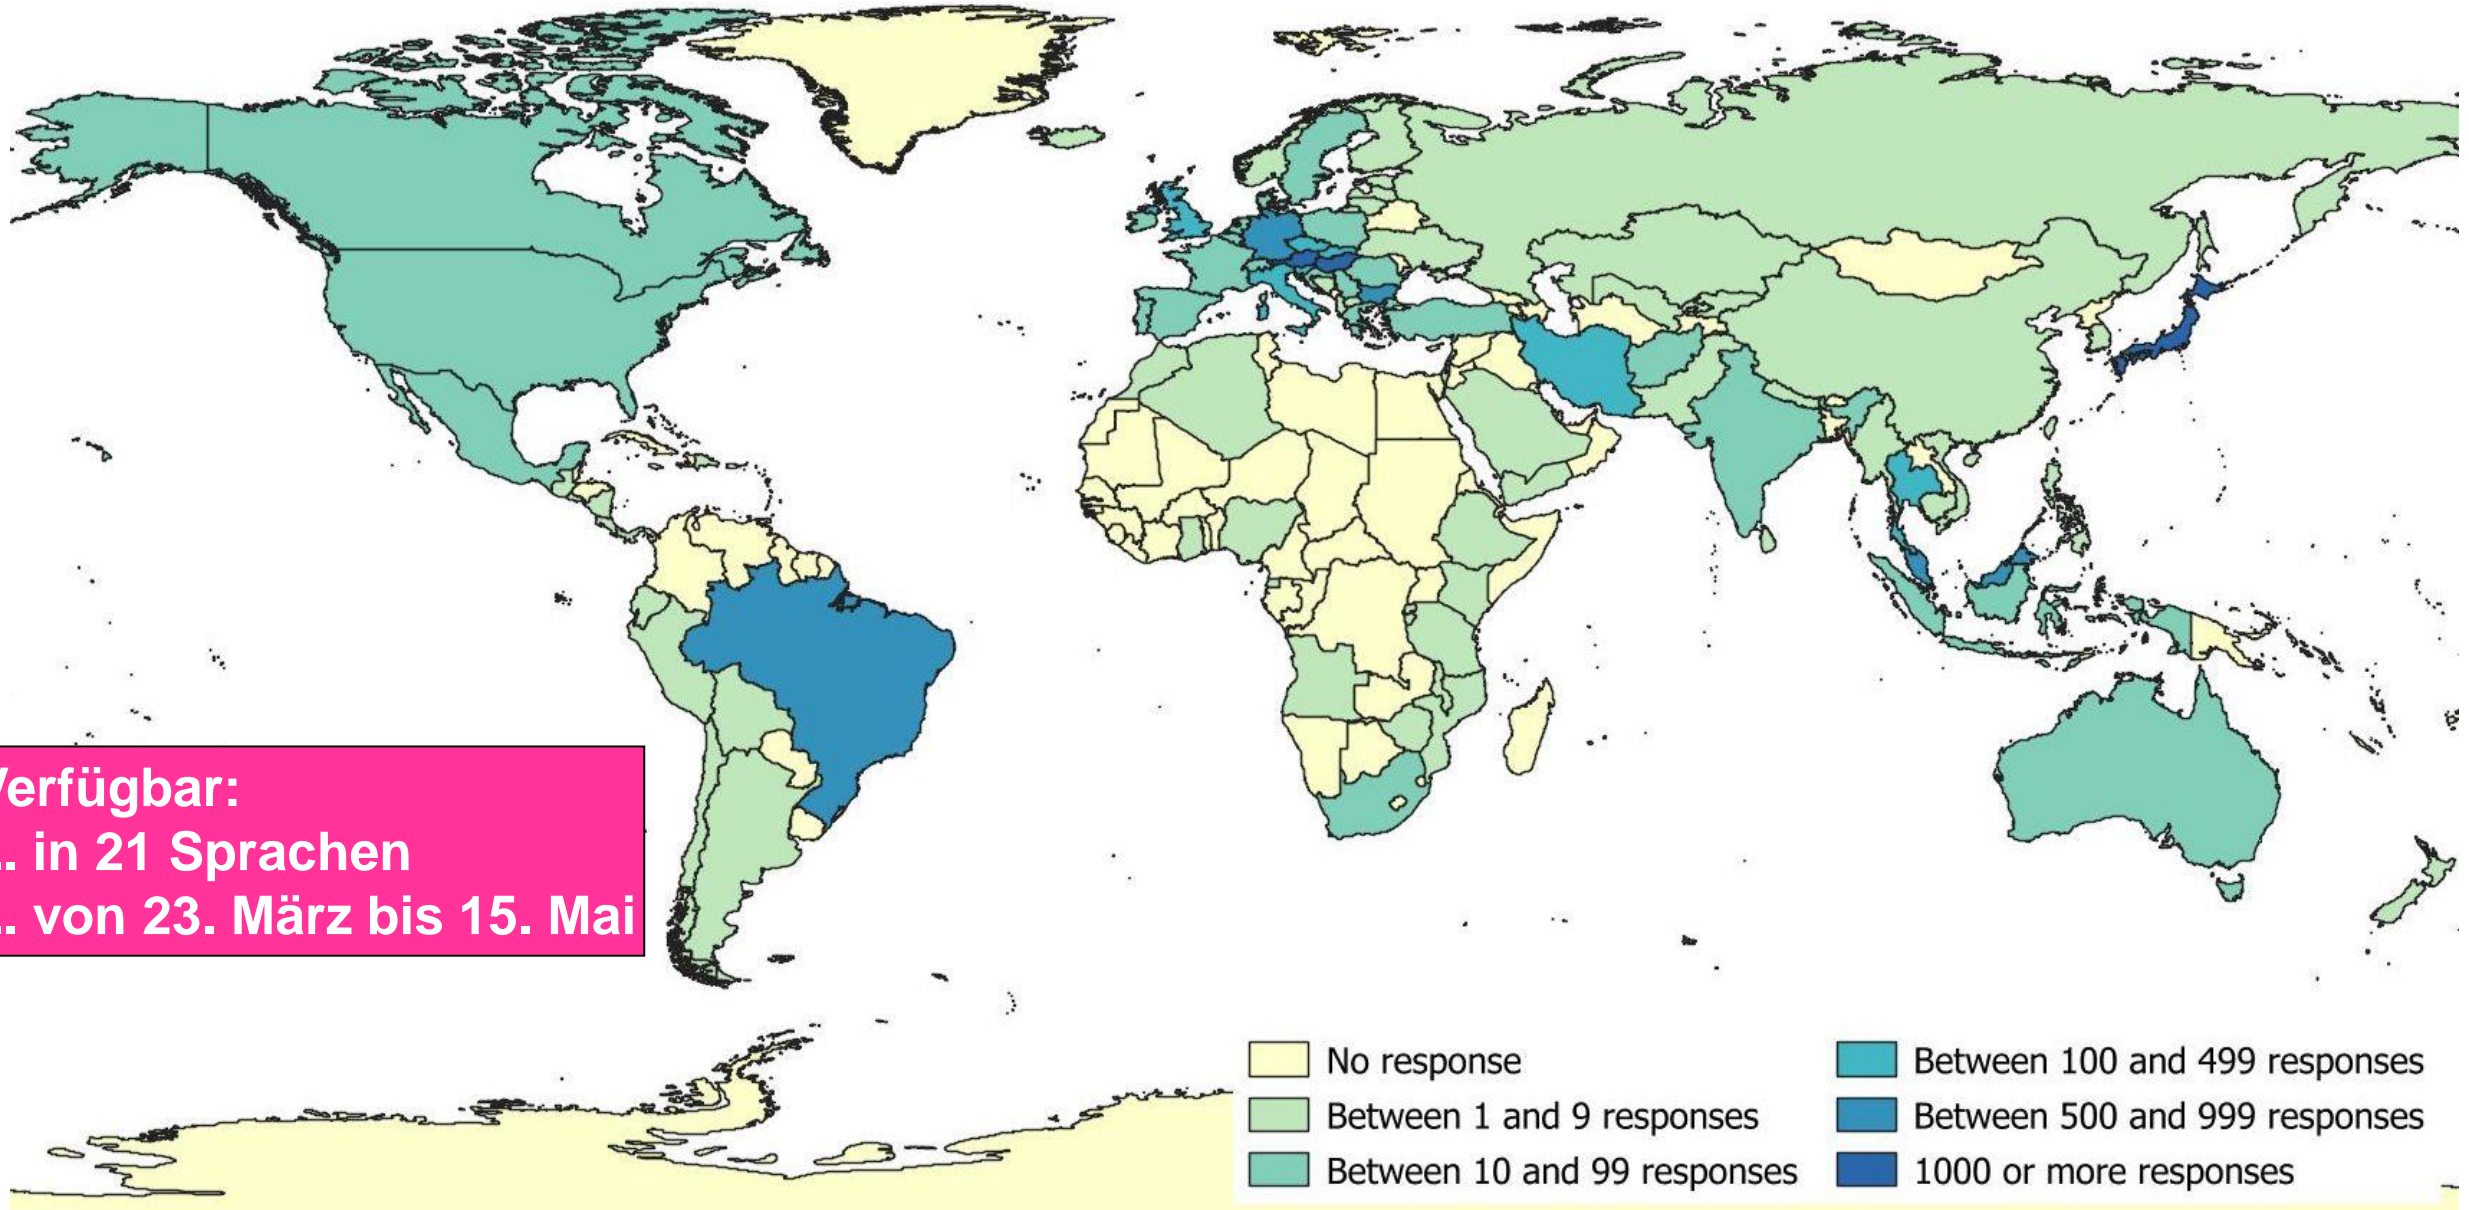 Verfügbar:
.. in 21 Sprachen
.. von 23. März bis 15. Mai
No response
Between 1 and 9 responses
Between 10 and 99 responses
Between 100 and 499 responses
Between 500 and 999 responses
1000 or more responses